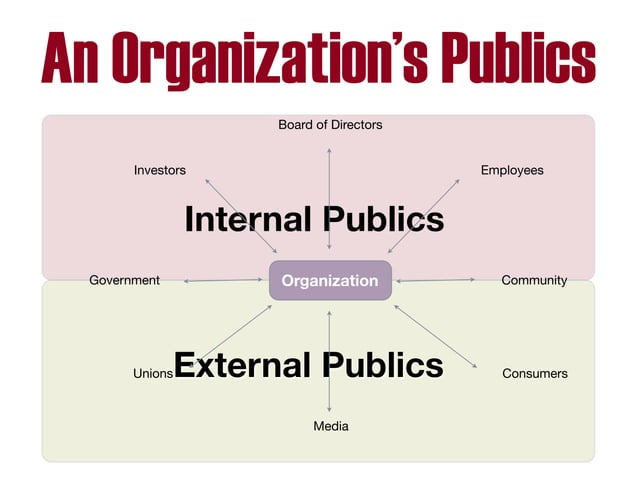 An Organization's Publics
Board of Directors
Investors
Employees
Internal Publics
Government
Organization
Community
Unions
External Publics
Consumers
Media